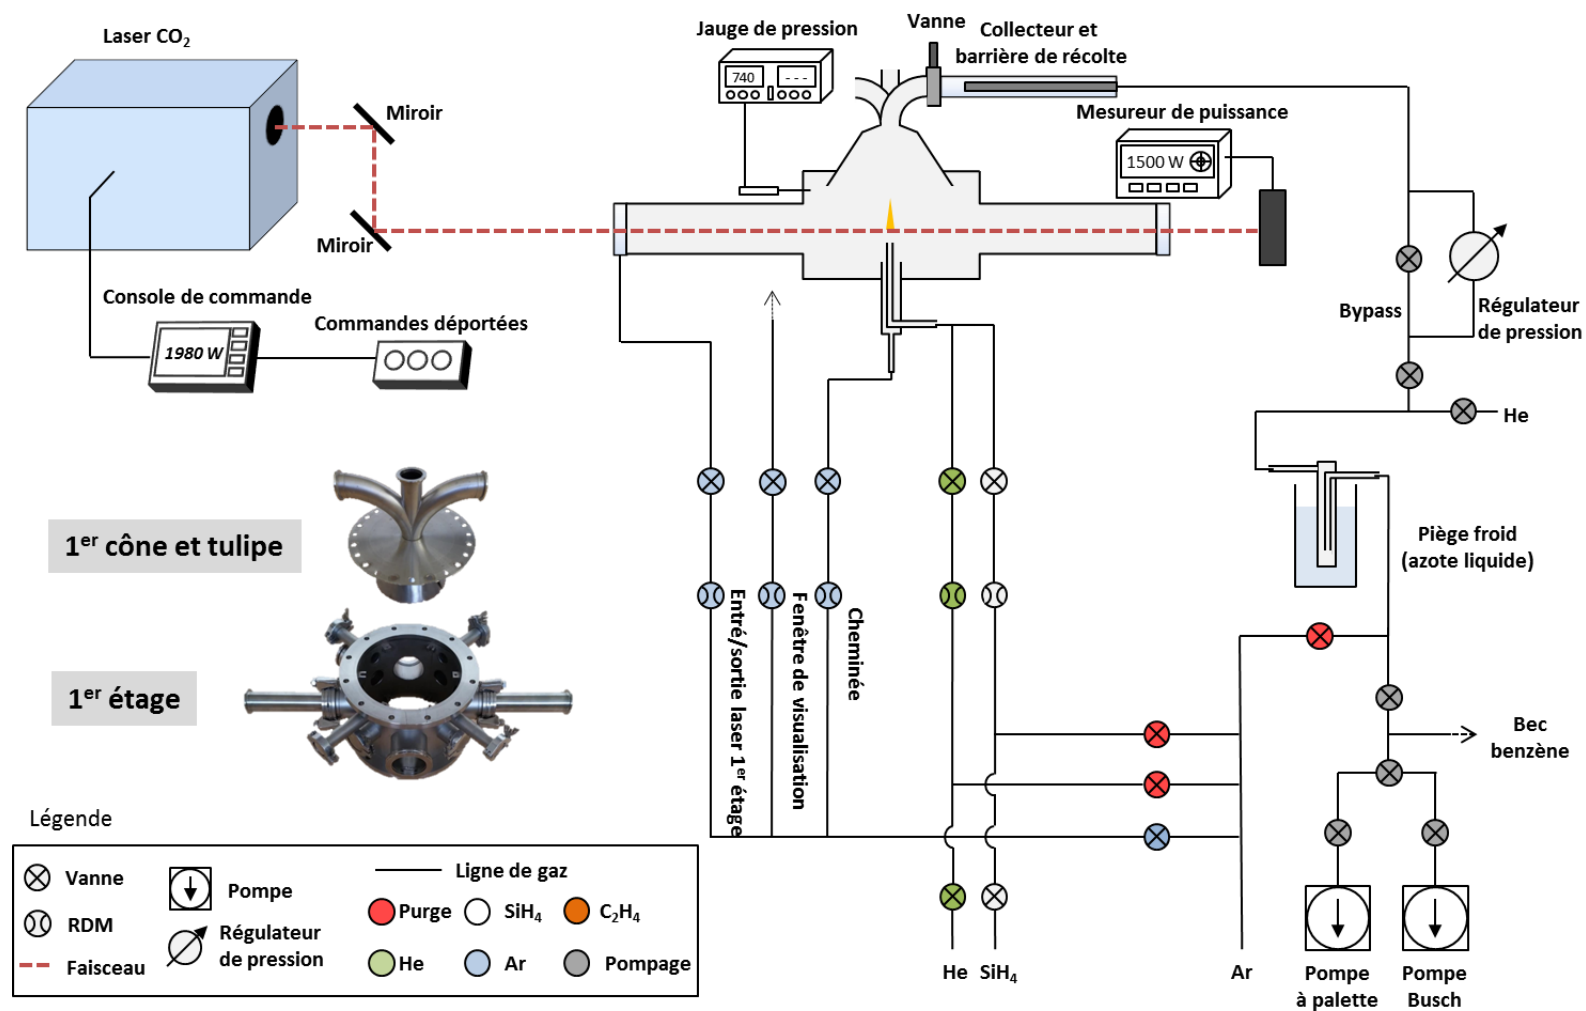 Laser CO₂
Miroir
Miroir
Console de commande
1980 W
Commandes déportées
Jauge de pression
740
- - -
Vanne
Collecteur et
barrière de récolte
Mesureur de puissance
1500 W
Bypass
Régulateur
de pression
He
Piège froid
(azote liquide)
Bec
benzène
1er cône et tulipe
1er étage
Entré/sortie laser 1er étage
Fenêtre de visualisation
Cheminée
He
SiH₄
Ar
Pompe
à palette
Pompe
Busch
Légende
Vanne
RDM
Faisceau
Pompe
Régulateur
de pression
Ligne de gaz
Purge
SiH₄
C₂H₄
He
Ar
Pompage